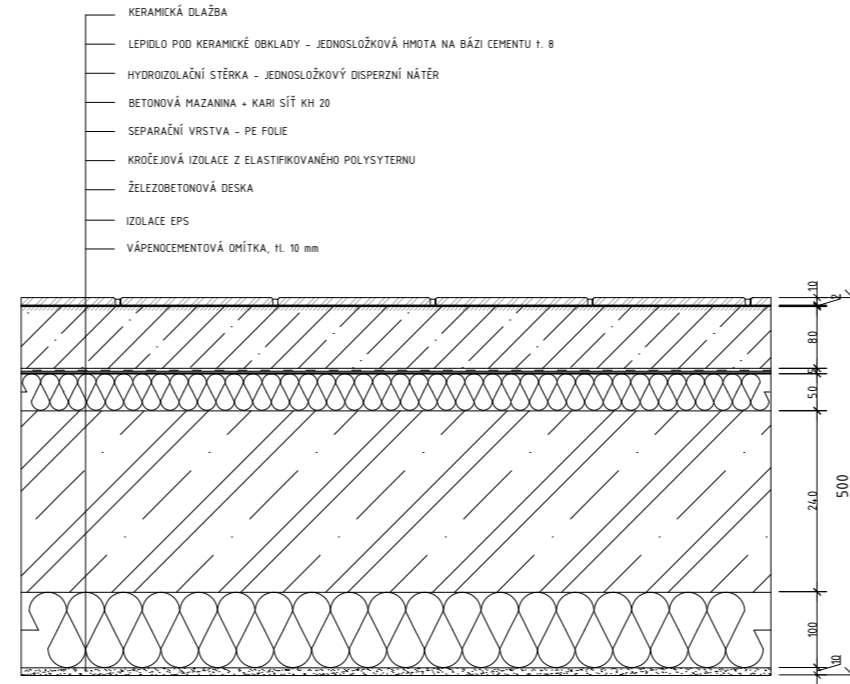 KERAMICKÁ DLAŽBA
LEPIDLO POD KERAMICKÉ OBKLADY - JEDNOSLOŽKOVÁ HMOTA NA BÁZI CEMENTU t. 8
HYDROIZOLAČNÍ STĚRKA - JEDNOSLOŽKOVÝ DISPERZNÍ NÁTĚR
BETONOVÁ MAZANINA + KARI SÍŤ KH 20
SEPARAČNÍ VRSTVA - PE FOLIE
KROČEJOVÁ IZOLACE Z ELASTIFIKOVANÉHO POLYSYTERNU
ŽELEZOBETONOVÁ DESKA
IZOLACE EPS
VÁPENOCEMENTOVÁ OMÍTKA, tl. 10 mm
10
2
80
50
240
500
100
10